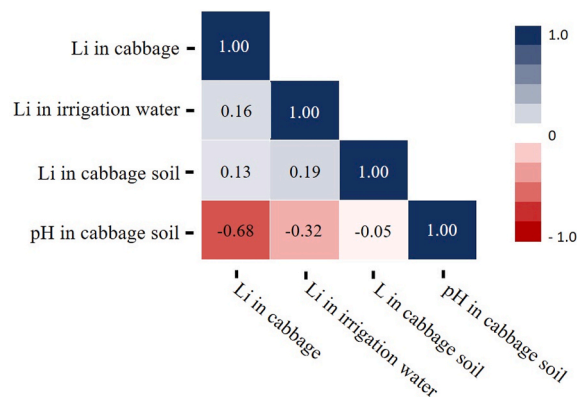 Li in cabbage
1.00
1.0
Li in irrigation water
0.16
1.00
0
Li in cabbage soil
0.13
0.19
1.00
pH in cabbage soil
-0.68
-0.32
-0.05
1.00
- 1.0
Li in cabbage
Li in irrigation water
L in cabbage soil
pH in cabbage soil